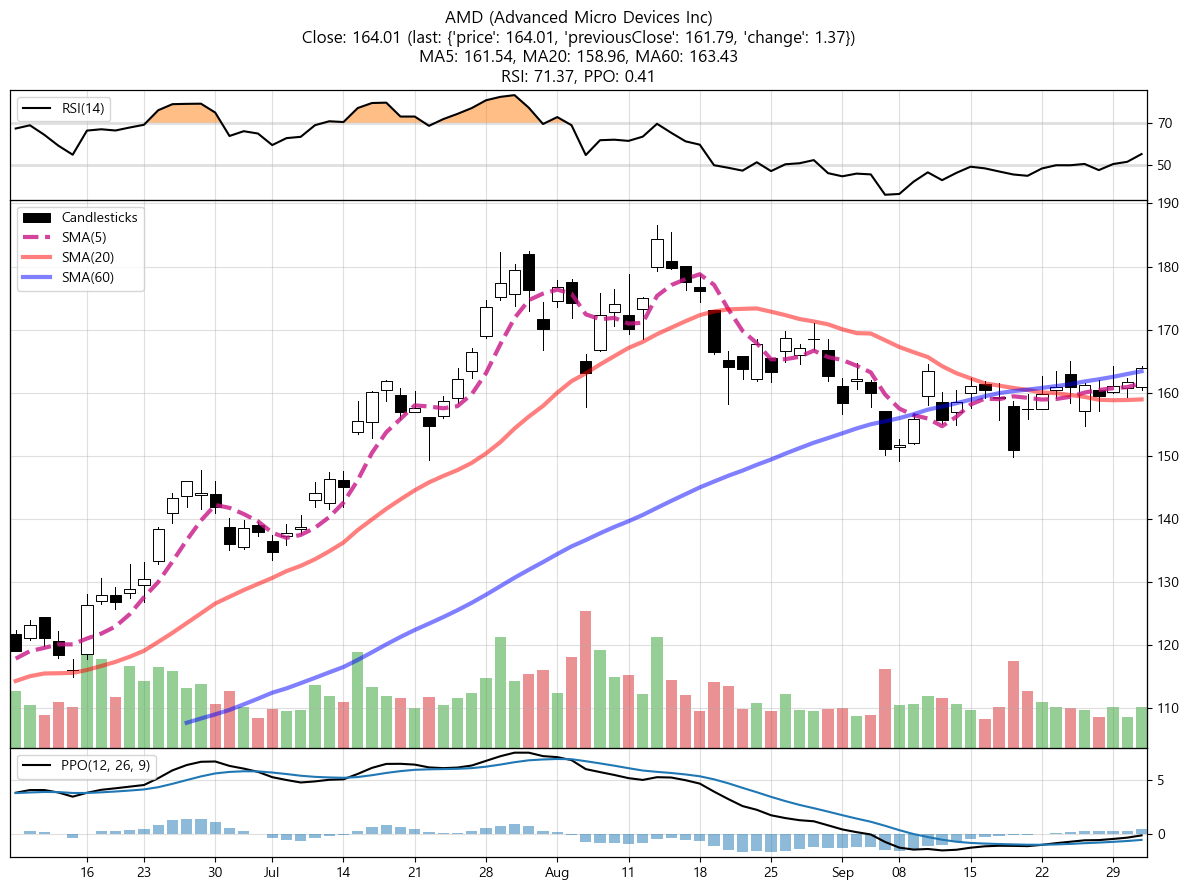 AMD (Advanced Micro Devices Inc)
Close: 164.01 (last: {'price': 164.01, 'previousClose': 161.79, 'change': 1.37})
MA5: 161.54, MA20: 158.96, MA60: 163.43
RSI: 71.37, PPO: 0.41
RSI(14)
70
50
Candlesticks
SMA(5)
SMA(20)
SMA(60)
190
180
170
160
150
140
130
120
110
PPO(12, 26, 9)
5
0
16 23 30 Jul 14 21 28 Aug 11 18 25 Sep 08 15 22 29